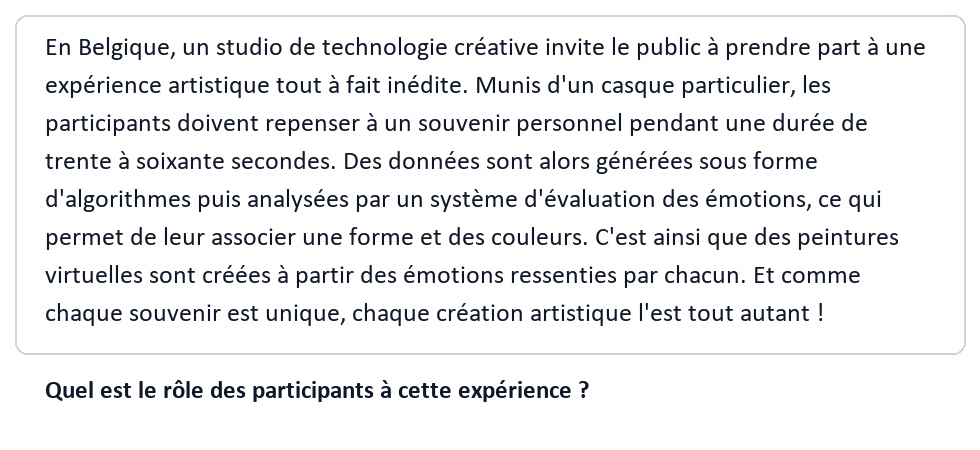 En Belgique, un studio de technologie créative invite le public à prendre part à une
expérience artistique tout à fait inédite. Munis d'un casque particulier, les
participants doivent repenser à un souvenir personnel pendant une durée de
trente à soixante secondes. Des données sont alors générées sous forme
d'algorithmes puis analysées par un système d'évaluation des émotions, ce qui
permet de leur associer une forme et des couleurs. C'est ainsi que des peintures
virtuelles sont créées à partir des émotions ressenties par chacun. Et comme
chaque souvenir est unique, chaque création artistique l'est tout autant !
Quel est le rôle des participants à cette expérience ?